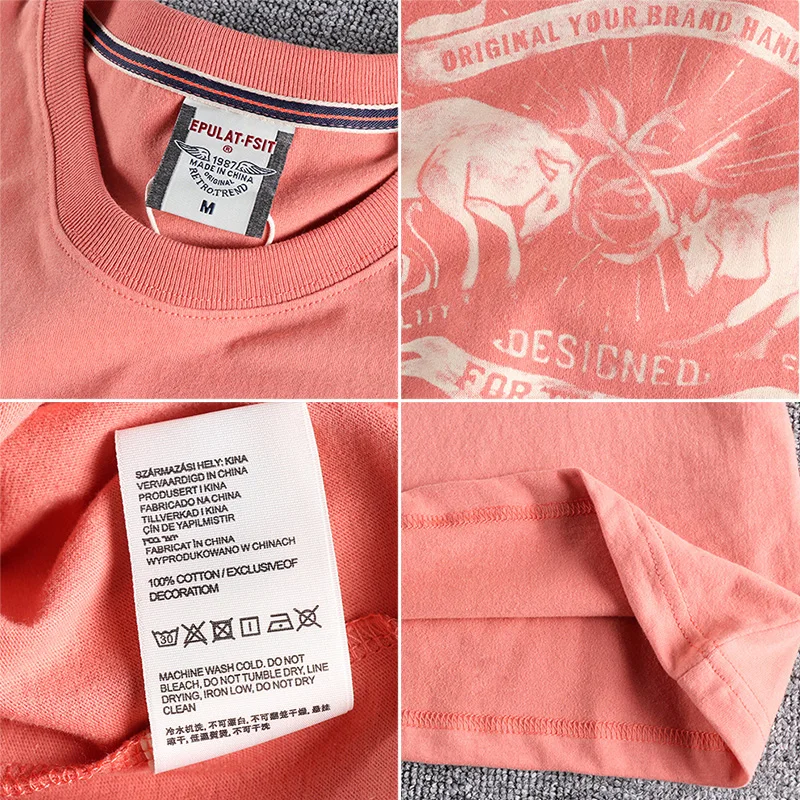 EPULAT-FSIT
®
1987
MADE IN CHINA
ORIGINAL
RETRO.TREND
M
ORIGINAL YOUR BRAND HAND
LITY
DESIGNED
FOR T
SZÁRMAZÁSI HELY: KINA
VERVAARDIGD IN CHINA
PRODUSERT I KINA
FABRICADO NA CHINA
TILLVERKAD I KINA
ÇIN DE YAPILMISTIR
FABRICAT ÎN CHINA
WYPRODUKOWANO W CHINACH
100% COTTON / EXCLUSIVEOF
DECORATIOM
30
MACHINE WASH COLD. DO NOT
BLEACH, DO NOT TUMBLE DRY, LINE
DRYING, IRON LOW, DO NOT DRY
CLEAN
冷水机洗, 不可漂白, 不可翻笼干燥, 悬挂
晾干, 低温熨烫, 不可干洗